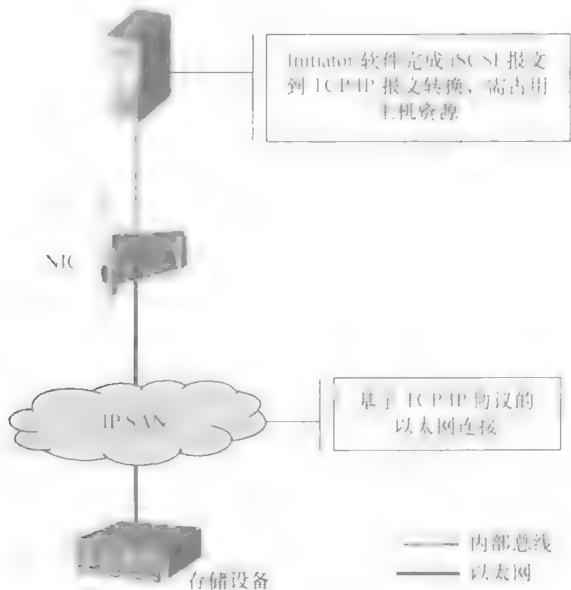 Initiator 软件完成 iSCSI 报文
到 TCP/IP 报文转换，需占用
主机资源
NIC
IP SAN
基于 TCP/IP 协议的
以太网连接
内部总线
以太网
存储设备